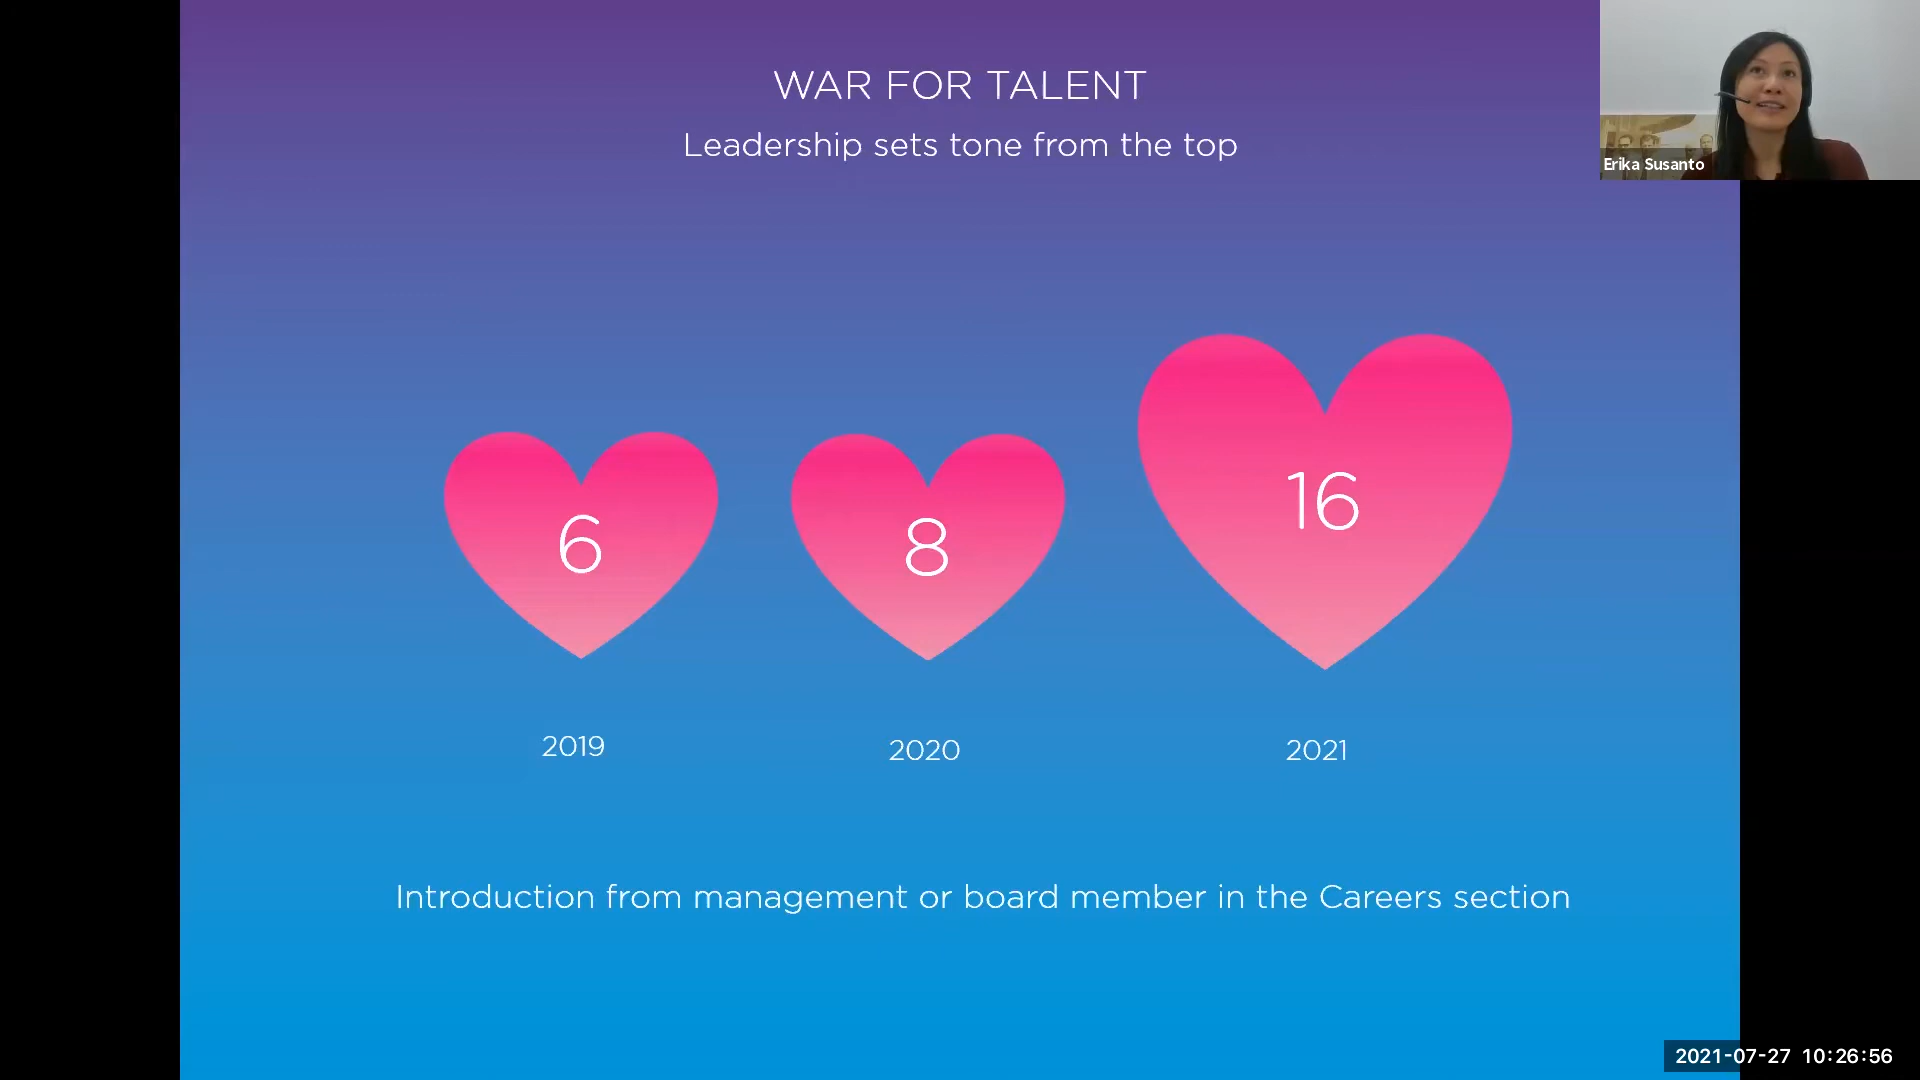 WAR FOR TALENT
Leadership sets tone from the top
Erika Susanto
6
8
16
2019
2020
2021
Introduction from management or board member in the Careers section
2021-07-27 10:26:56